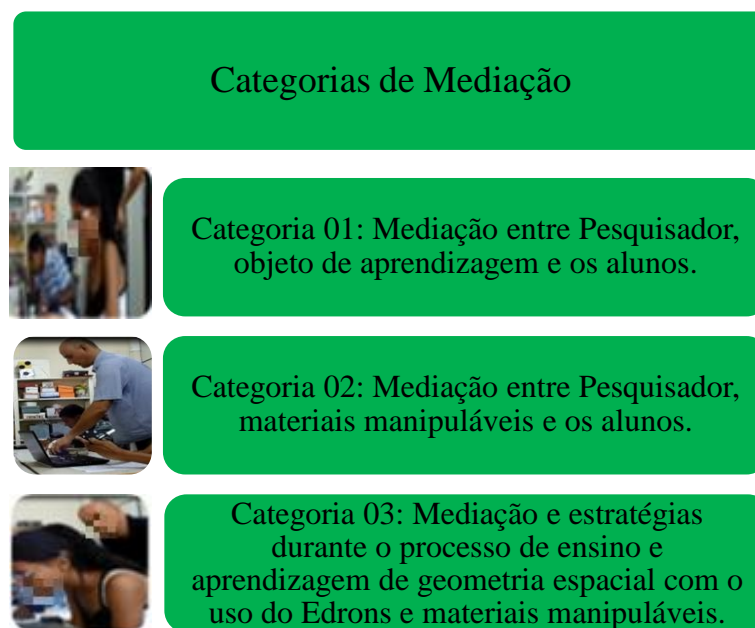 Categorias de Mediação
Categoria 01: Mediação entre Pesquisador,
objeto de aprendizagem e os alunos.
Categoria 02: Mediação entre Pesquisador,
materiais manipuláveis e os alunos.
Categoria 03: Mediação e estratégias
durante o processo de ensino e
aprendizagem de geometria espacial com o
uso do Edrons e materiais manipuláveis.